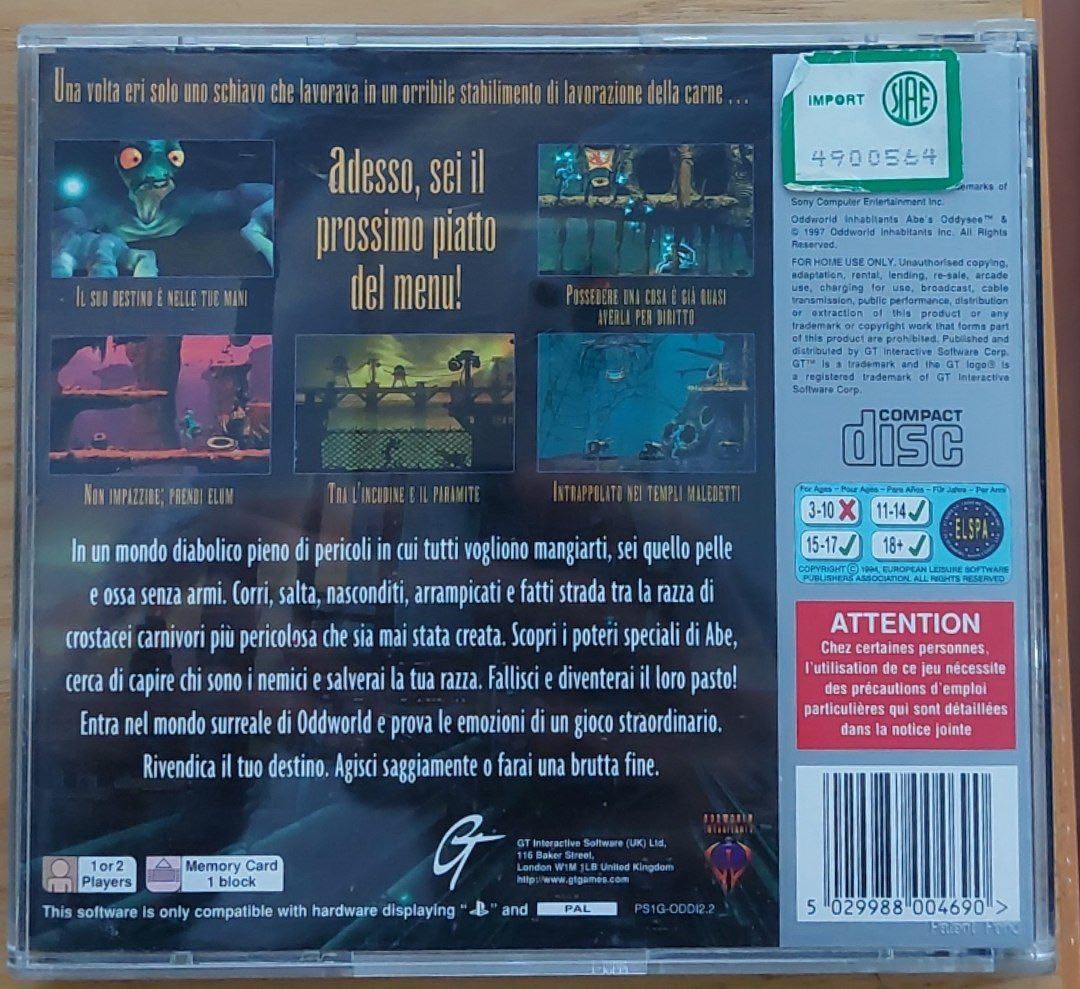 Una volta eri solo uno schiavo che lavorava in un orribile stabilimento di lavorazione della carne ...
Adesso, sei il
prossimo piatto
del menu!
Il suo destino è nelle tue mani
Possedere una cosa è già quasi
averla per diritto
Non impazzire; prendi Elum
Tra l'incudine e il Paramite
Intrappolato nei templi maledetti
In un mondo diabolico pieno di pericoli in cui tutti vogliono mangiarti, sei quello pelle
e ossa senza armi. Corri, salta, nasconditi, arrampicati e fatti strada tra la razza di
crostacei carnivori più pericolosa che sia mai stata creata. Scopri i poteri speciali di Abe,
cerca di capire chi sono i nemici e salverai la tua razza. Fallisci e diventerai il loro pasto!
Entra nel mondo surreale di Oddworld e prova le emozioni di un gioco straordinario.
Rivendica il tuo destino. Agisci saggiamente o farai una brutta fine.
1 or 2
Players
Memory Card
1 block
GT
GT Interactive Software (UK) Ltd,
116 Baker Street,
London W1M 1LB United Kingdom
http://www.gtgames.com
ODDWORLD
INHABITANTS
This software is only compatible with hardware displaying " " and PAL PS1G-ODDI2.2
IMPORT SIAE
4900564
Sony Computer Entertainment Inc.
Oddworld Inhabitants Abe's Oddysee™ &
© 1997 Oddworld Inhabitants Inc. All Rights
Reserved.
FOR HOME USE ONLY. Unauthorised copying,
adaptation, rental, lending, re-sale, arcade
use, charging for use, broadcast, cable
transmission, public performance, distribution
or extraction of this product or any
trademark or copyright work that forms part
of this product are prohibited. Published and
distributed by GT Interactive Software Corp.
GT™ is a trademark and the GT logo® is
a registered trademark of GT Interactive
Software Corp.
COMPACT
disc
For Ages - Pour Ages - Para Años - Für Jahre - Per Anni
3-10 11-14
15-17 18+
ELSPA
COPYRIGHT © 1994, EUROPEAN LEISURE SOFTWARE
PUBLISHERS ASSOCIATION. ALL RIGHTS RESERVED
ATTENTION
Chez certaines personnes,
l'utilisation de ce jeu nécessite
des précautions d'emploi
particulières qui sont détaillées
dans la notice jointe
5 029988 004690 >